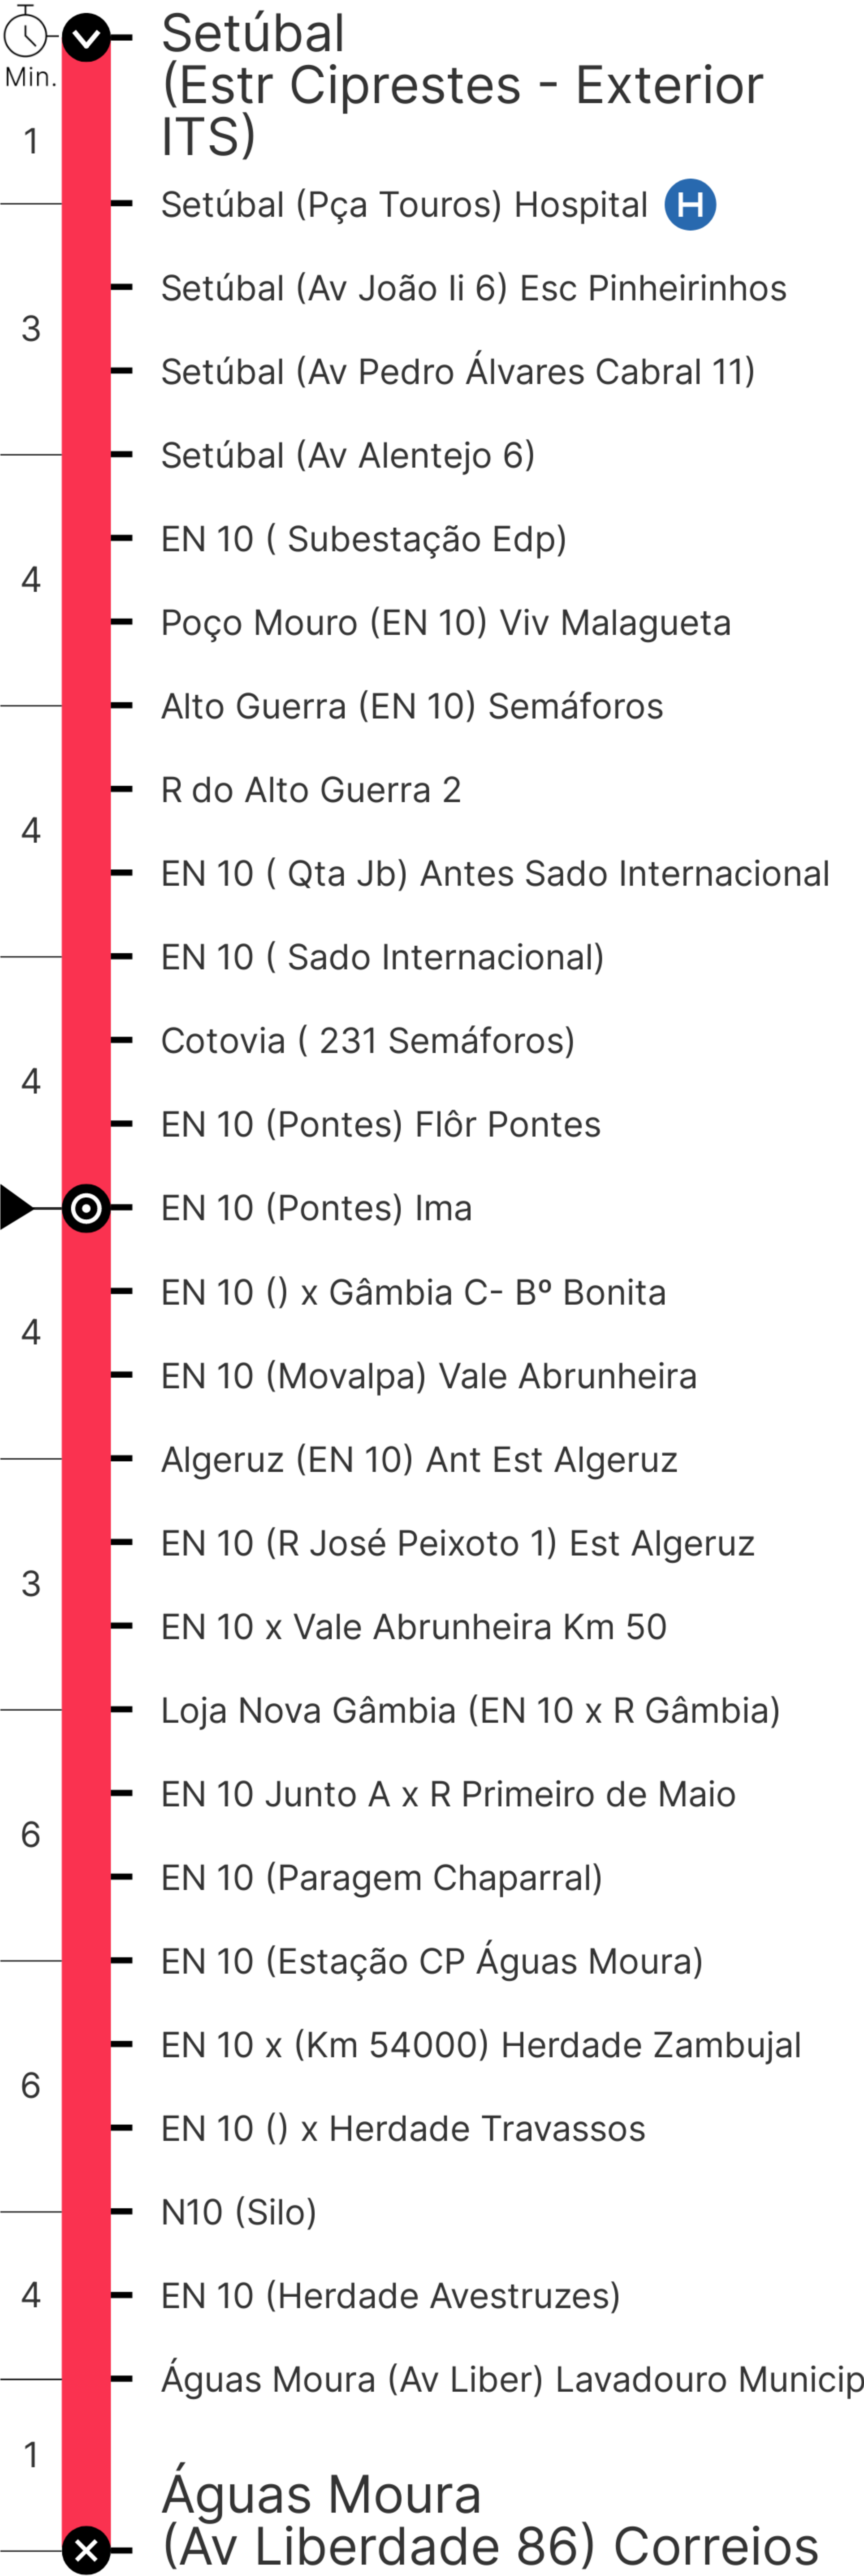 Min.
Setúbal
(Estr Ciprestes - Exterior
ITS)
1
Setúbal (Pça Touros) Hospital H
Setúbal (Av João Ii 6) Esc Pinheirinhos
3
Setúbal (Av Pedro Álvares Cabral 11)
Setúbal (Av Alentejo 6)
EN 10 ( Subestação Edp)
4
Poço Mouro (EN 10) Viv Malagueta
Alto Guerra (EN 10) Semáforos
R do Alto Guerra 2
4
EN 10 ( Qta Jb) Antes Sado Internacional
EN 10 ( Sado Internacional)
Cotovia ( 231 Semáforos)
4
EN 10 (Pontes) Flôr Pontes
EN 10 (Pontes) Ima
EN 10 () x Gâmbia C- Bº Bonita
4
EN 10 (Movalpa) Vale Abrunheira
Algeruz (EN 10) Ant Est Algeruz
EN 10 (R José Peixoto 1) Est Algeruz
3
EN 10 x Vale Abrunheira Km 50
Loja Nova Gâmbia (EN 10 x R Gâmbia)
EN 10 Junto A x R Primeiro de Maio
6
EN 10 (Paragem Chaparral)
EN 10 (Estação CP Águas Moura)
EN 10 x (Km 54000) Herdade Zambujal
6
EN 10 () x Herdade Travassos
N10 (Silo)
4
EN 10 (Herdade Avestruzes)
Águas Moura (Av Liber) Lavadouro Municip
1
Águas Moura
(Av Liberdade 86) Correios